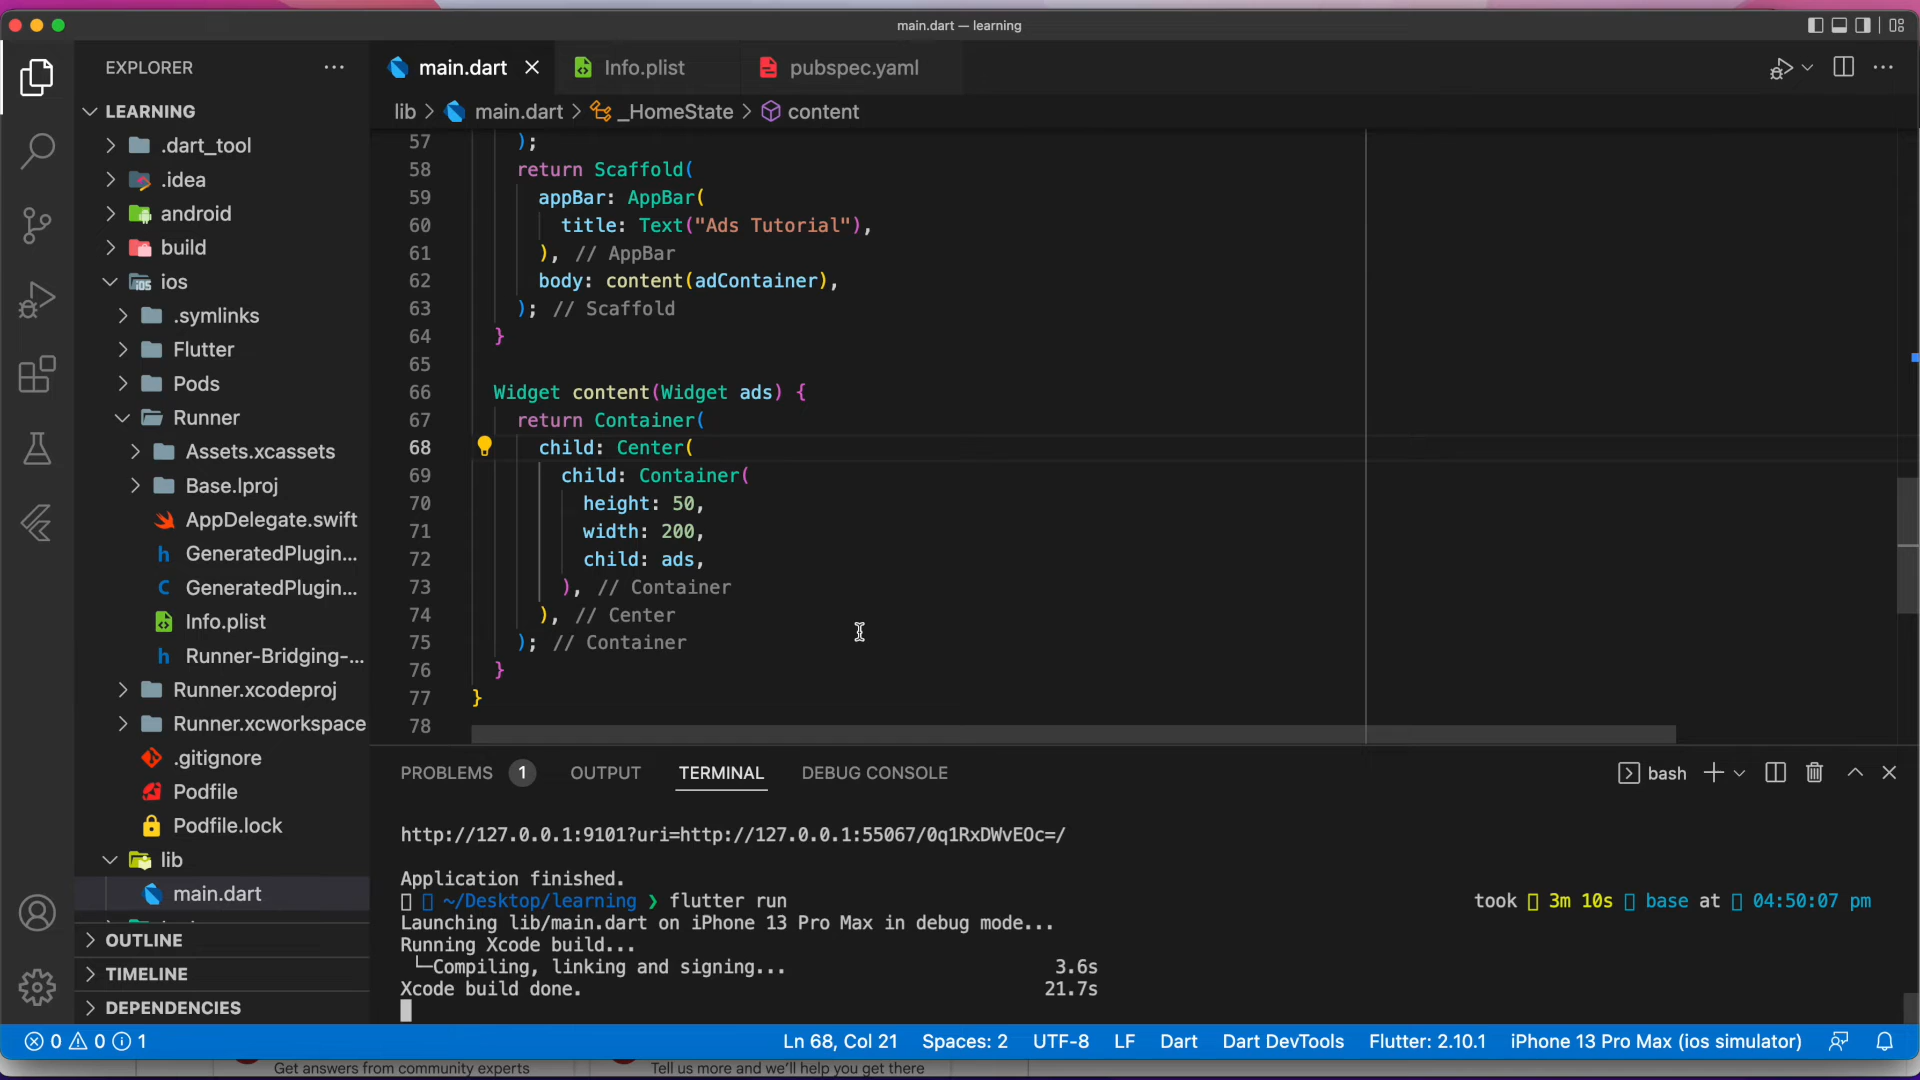 main.dart — learning
EXPLORER
main.dart
Info.plist
pubspec.yaml
lib > main.dart > _HomeState > content
LEARNING
.dart_tool
.idea
android
build
ios
.symlinks
Flutter
Pods
Runner
Assets.xcassets
Base.lproj
AppDelegate.swift
h GeneratedPlugin...
C GeneratedPlugin...
Info.plist
h Runner-Bridging-...
Runner.xcodeproj
Runner.xcworkspace
.gitignore
Podfile
Podfile.lock
lib
main.dart
OUTLINE
TIMELINE
DEPENDENCIES
57 );
58 return Scaffold(
59 appBar: AppBar(
60 title: Text("Ads Tutorial"),
61 ), // AppBar
62 body: content(adContainer),
63 ); // Scaffold
64 }
65
66 Widget content(Widget ads) {
67 return Container(
68 child: Center(
69 child: Container(
70 height: 50,
71 width: 200,
72 child: ads,
73 ), // Container
74 ), // Center
75 ); // Container
76 }
77 }
78
PROBLEMS 1 OUTPUT TERMINAL DEBUG CONSOLE
bash
http://127.0.0.1:9101?uri=http://127.0.0.1:55067/0q1RxDWvEOc=/
Application finished.
~/Desktop/learning ❯ flutter run took 3m 10s base at 04:50:07 pm
Launching lib/main.dart on iPhone 13 Pro Max in debug mode...
Running Xcode build...
└─Compiling, linking and signing... 3.6s
Xcode build done. 21.7s
0 0 1 Ln 68, Col 21 Spaces: 2 UTF-8 LF Dart Dart DevTools Flutter: 2.10.1 iPhone 13 Pro Max (ios simulator)
Get answers from community experts
Tell us more and we'll help you get there